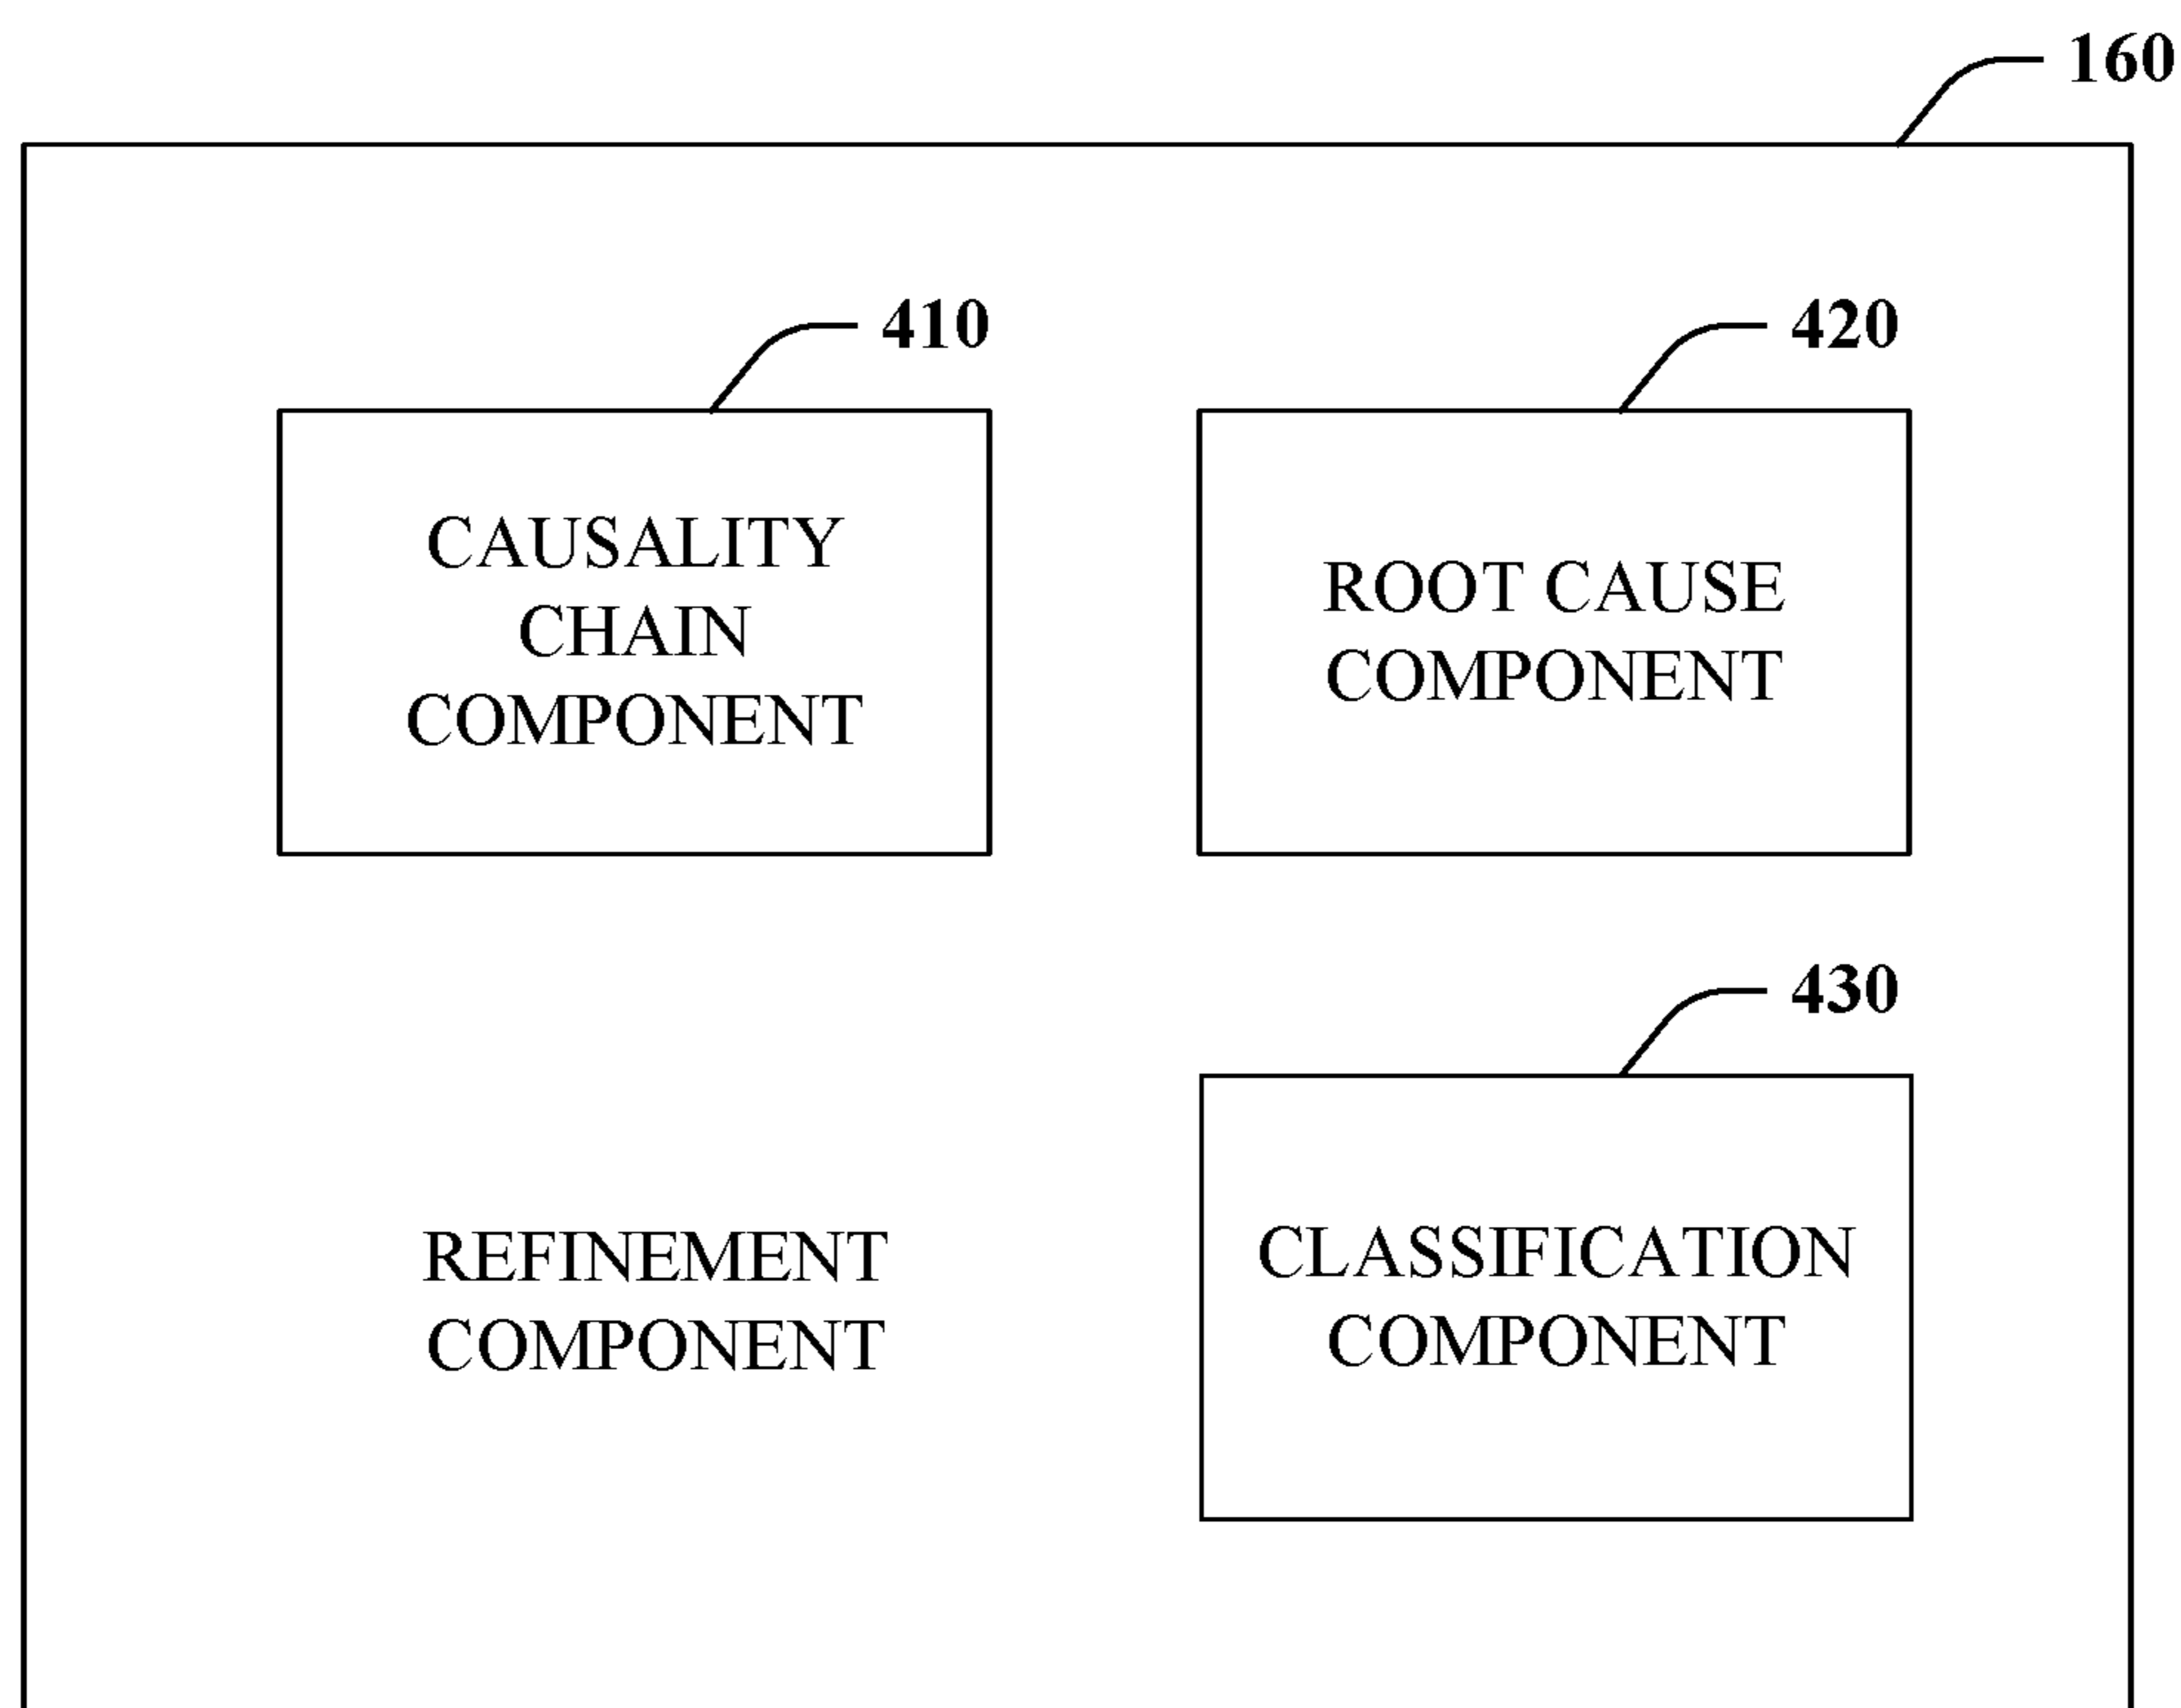 160
410
420
CAUSALITY
CHAIN
COMPONENT
ROOT CAUSE
COMPONENT
430
REFINEMENT
COMPONENT
CLASSIFICATION
COMPONENT